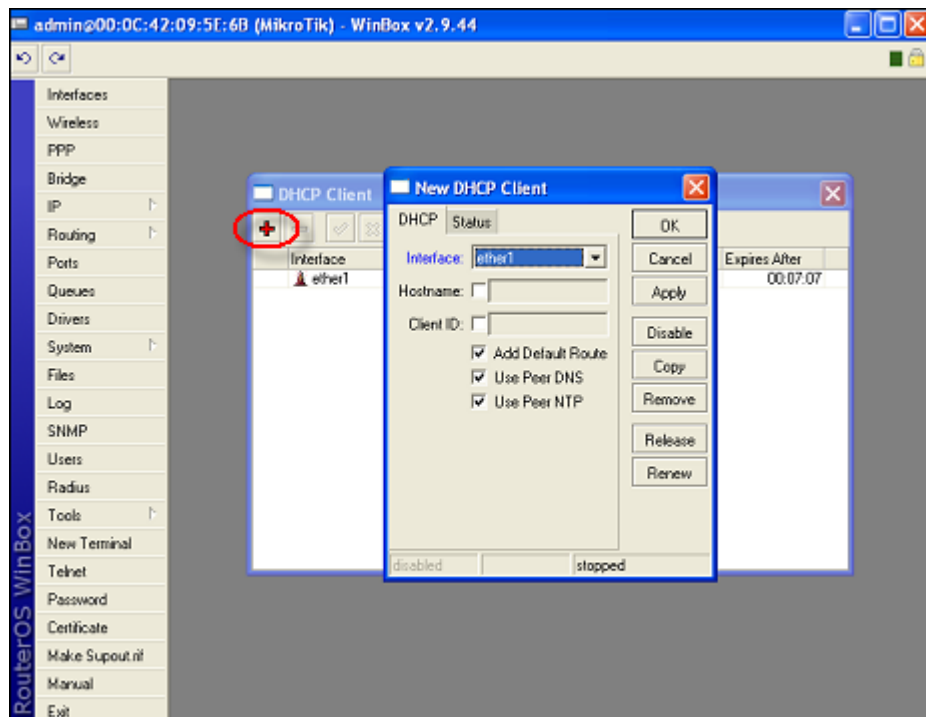 admin@00:0C:42:09:5E:6B (MikroTik) - WinBox v2.9.44
Interfaces
Wireless
PPP
Bridge
IP
Routing
Ports
Queues
Drivers
System
Files
Log
SNMP
Users
Radius
Tools
New Terminal
Telnet
Password
Certificate
Make Supout.rif
Manual
Exit
RouterOS WinBox
DHCP Client
Interface
Expires After
ether1
00:07:07
New DHCP Client
DHCP
Status
Interface: ether1
Hostname:
Client ID:
Add Default Route
Use Peer DNS
Use Peer NTP
OK
Cancel
Apply
Disable
Copy
Remove
Release
Renew
disabled
stopped